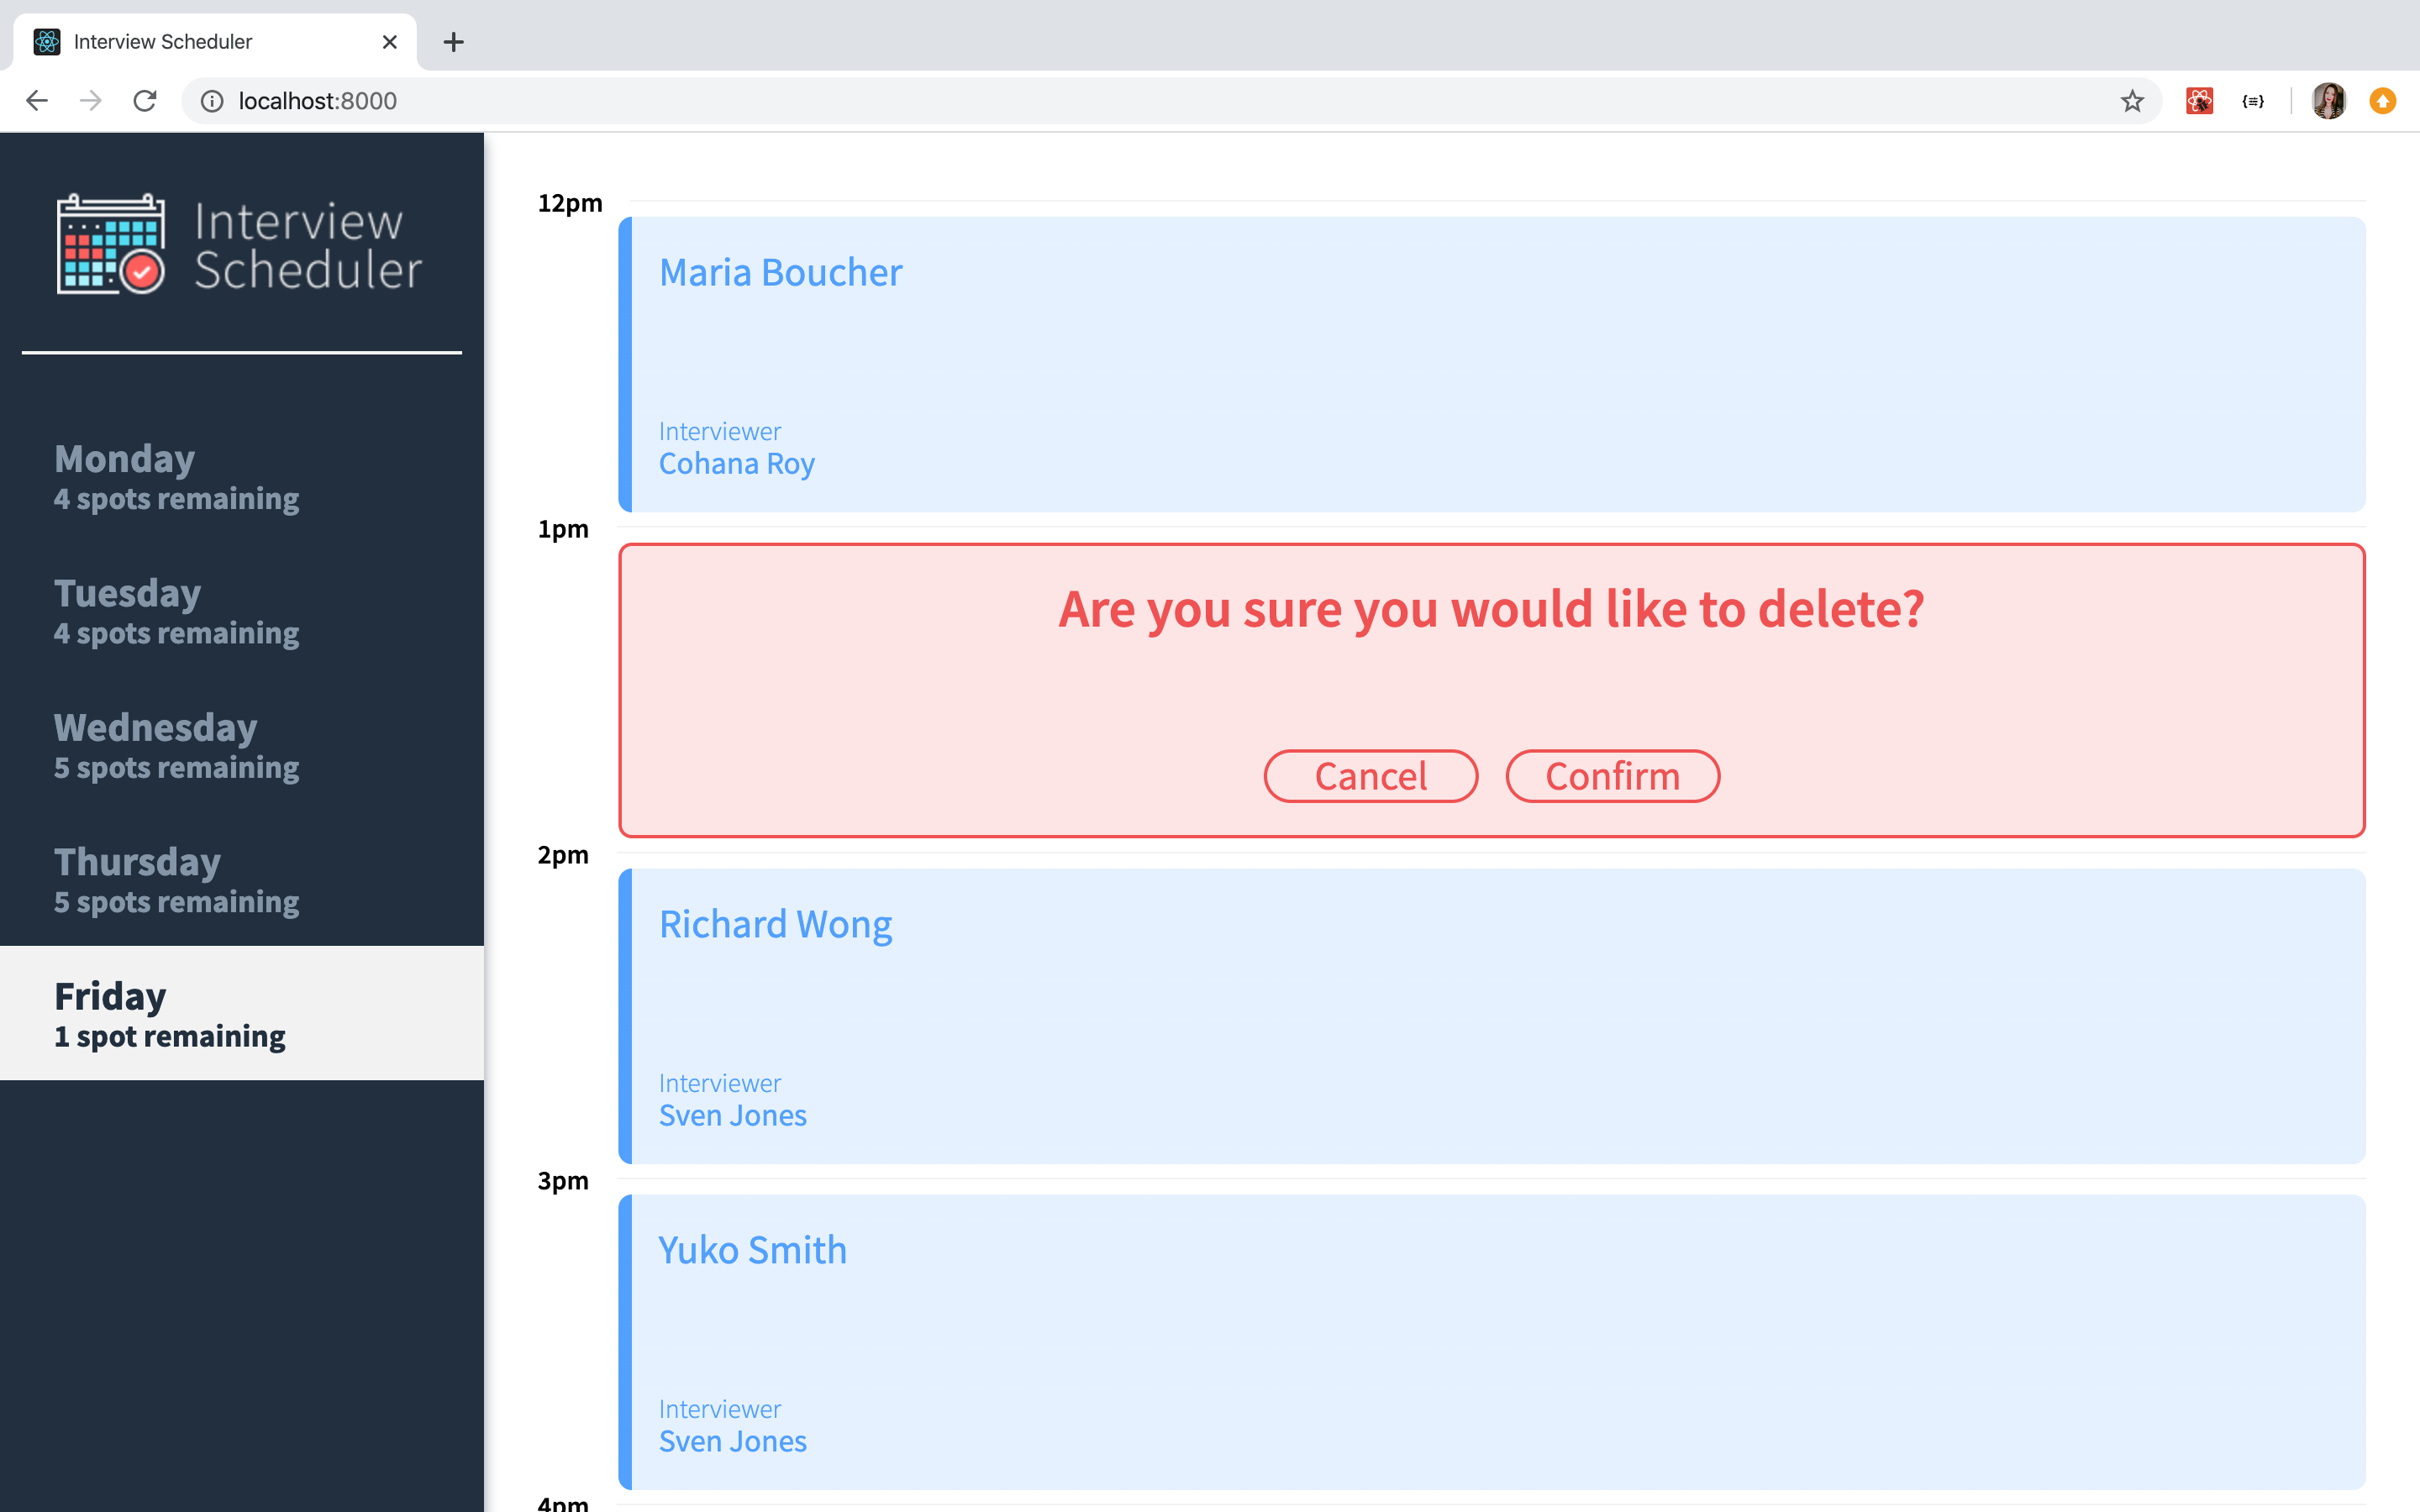 Interview Scheduler
localhost:8000
Interview
Scheduler
Monday
4 spots remaining
Tuesday
4 spots remaining
Wednesday
5 spots remaining
Thursday
5 spots remaining
Friday
1 spot remaining
12pm
Maria Boucher
Interviewer
Cohana Roy
1pm
Are you sure you would like to delete?
Cancel Confirm
2pm
Richard Wong
Interviewer
Sven Jones
3pm
Yuko Smith
Interviewer
Sven Jones
4pm